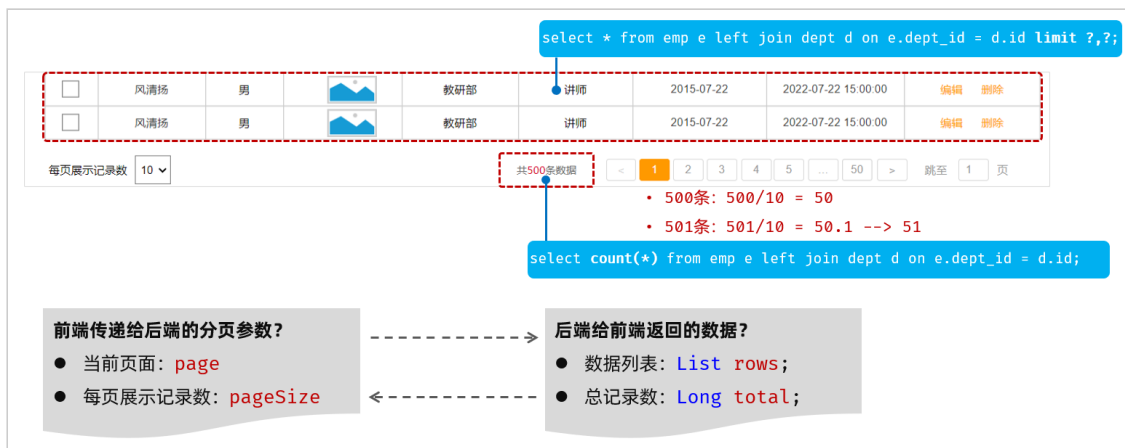 select * from emp e left join dept d on e.dept_id = d.id limit ?,?;
风清扬 男 教研部 讲师 2015-07-22 2022-07-22 15:00:00 编辑 删除
风清扬 男 教研部 讲师 2015-07-22 2022-07-22 15:00:00 编辑 删除
每页展示记录数 10 共500条数据 < 1 2 3 4 5 ... 50 > 跳至 1 页
• 500条: 500/10 = 50
• 501条: 501/10 = 50.1 --> 51
select count(*) from emp e left join dept d on e.dept_id = d.id;
前端传递给后端的分页参数?
● 当前页面: page
● 每页展示记录数: pageSize
后端给前端返回的数据?
● 数据列表: List rows;
● 总记录数: Long total;